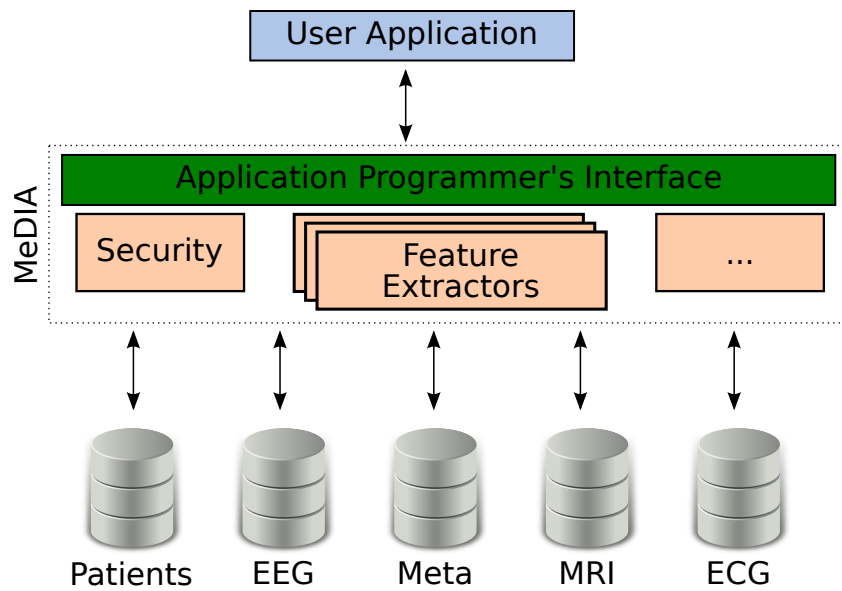 User Application
MeDIA
Application Programmer's Interface
Security
Feature
Extractors
...
Patients
EEG
Meta
MRI
ECG